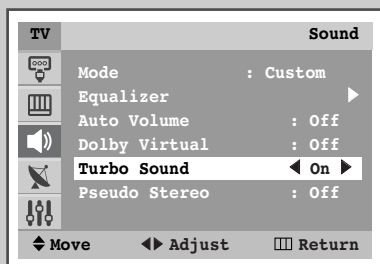 TV Sound
Mode : Custom
Equalizer
Auto Volume : Off
Dolby Virtual : Off
Turbo Sound On
Pseudo Stereo : Off
Move Adjust Return